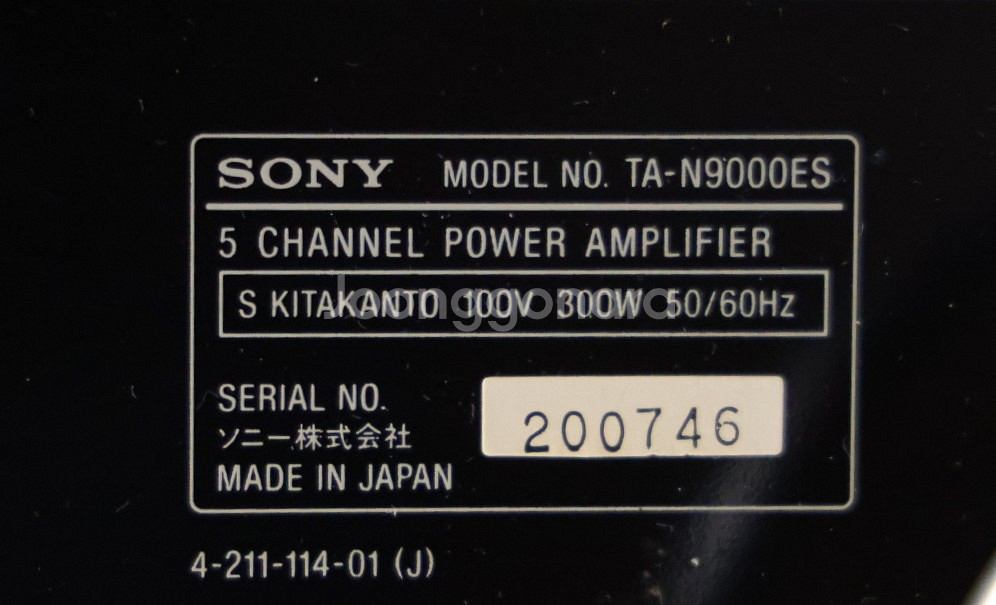 SONY MODEL NO. TA-N9000ES
5 CHANNEL POWER AMPLIFIER
S KITAKANTO 100V 300W 50/60Hz
joonggonara
SERIAL NO. 200746
ソニー株式会社
MADE IN JAPAN
4-211-114-01 (J)